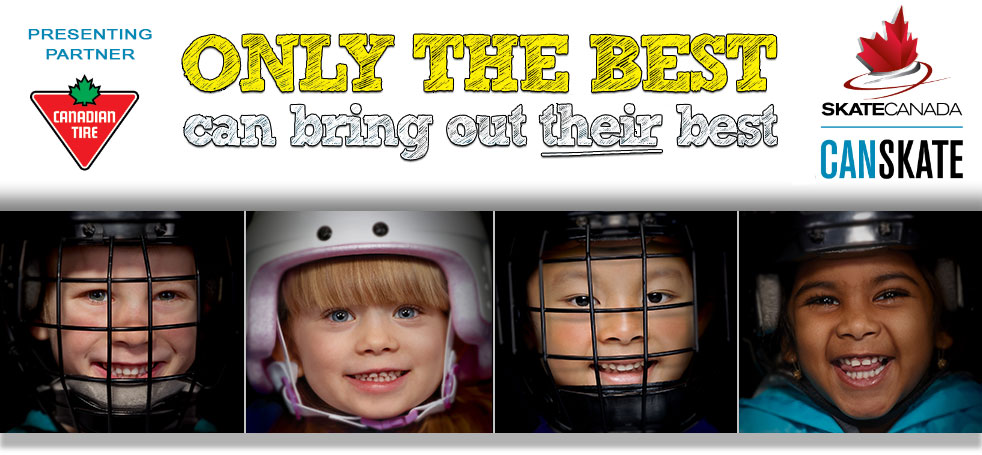 PRESENTING
PARTNER
CANADIAN
TIRE
ONLY THE BEST
can bring out their best
SKATECANADA
CANSKATE